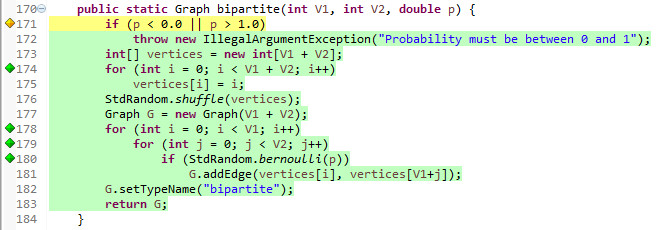 170 public static Graph bipartite(int V1, int V2, double p) {
171 if (p < 0.0 || p > 1.0)
172 throw new IllegalArgumentException("Probability must be between 0 and 1");
173 int[] vertices = new int[V1 + V2];
174 for (int i = 0; i < V1 + V2; i++)
175 vertices[i] = i;
176 StdRandom.shuffle(vertices);
177 Graph G = new Graph(V1 + V2);
178 for (int i = 0; i < V1; i++)
179 for (int j = 0; j < V2; j++)
180 if (StdRandom.bernoulli(p))
181 G.addEdge(vertices[i], vertices[V1+j]);
182 G.setTypeName("bipartite");
183 return G;
184 }